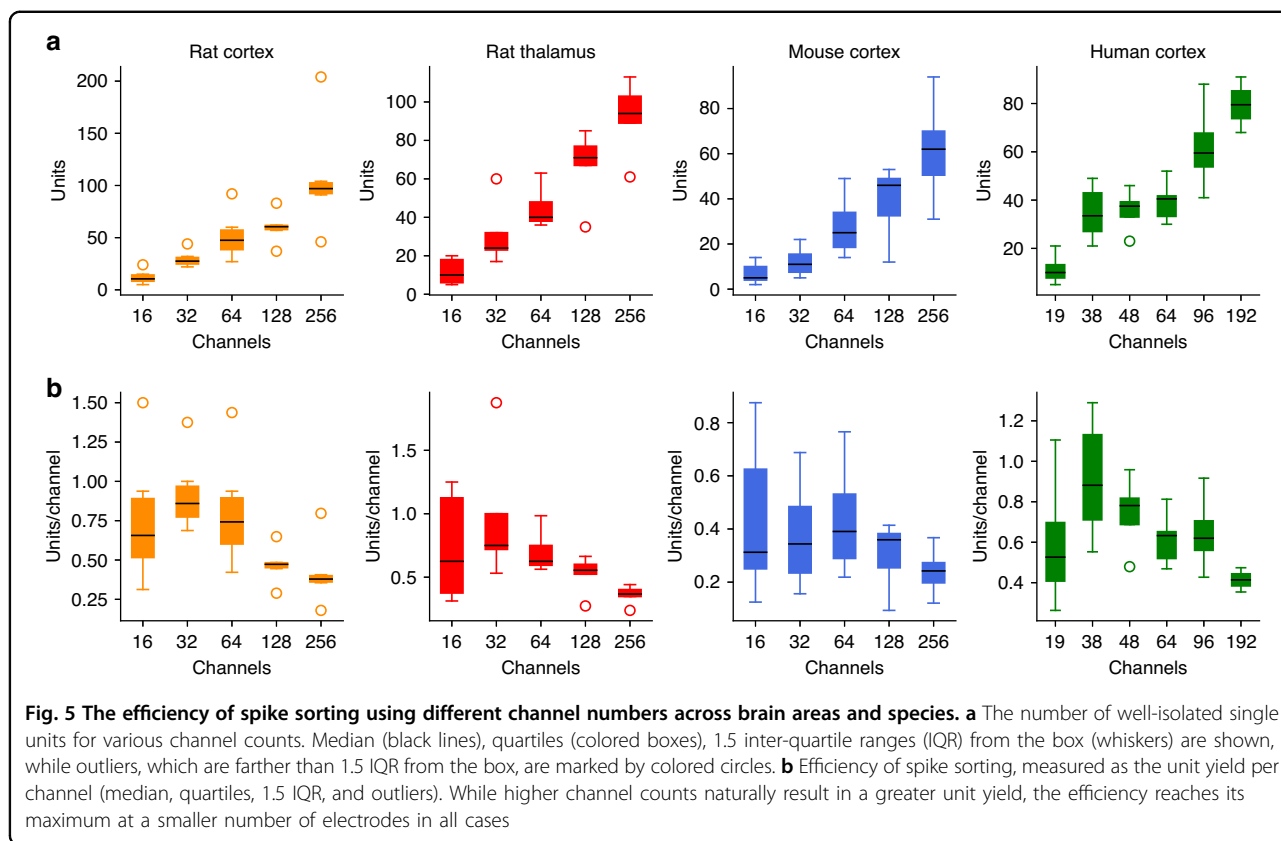 a
Rat cortex
Rat thalamus
Mouse cortex
Human cortex
200
150
100
50
0
Units
16 32 64 128 256
Channels
100
80
60
40
20
0
Units
16 32 64 128 256
Channels
80
60
40
20
0
Units
16 32 64 128 256
Channels
80
60
40
20
Units
19 38 48 64 96 192
Channels
b
1.50
1.25
1.00
0.75
0.50
0.25
Units/channel
16 32 64 128 256
Channels
1.5
1.0
0.5
Units/channel
16 32 64 128 256
Channels
0.8
0.6
0.4
0.2
Units/channel
16 32 64 128 256
Channels
1.2
1.0
0.8
0.6
0.4
Units/channel
19 38 48 64 96 192
Channels
Fig. 5 The efficiency of spike sorting using different channel numbers across brain areas and species. a The number of well-isolated single
units for various channel counts. Median (black lines), quartiles (colored boxes), 1.5 inter-quartile ranges (IQR) from the box (whiskers) are shown,
while outliers, which are farther than 1.5 IQR from the box, are marked by colored circles. b Efficiency of spike sorting, measured as the unit yield per
channel (median, quartiles, 1.5 IQR, and outliers). While higher channel counts naturally result in a greater unit yield, the efficiency reaches its
maximum at a smaller number of electrodes in all cases